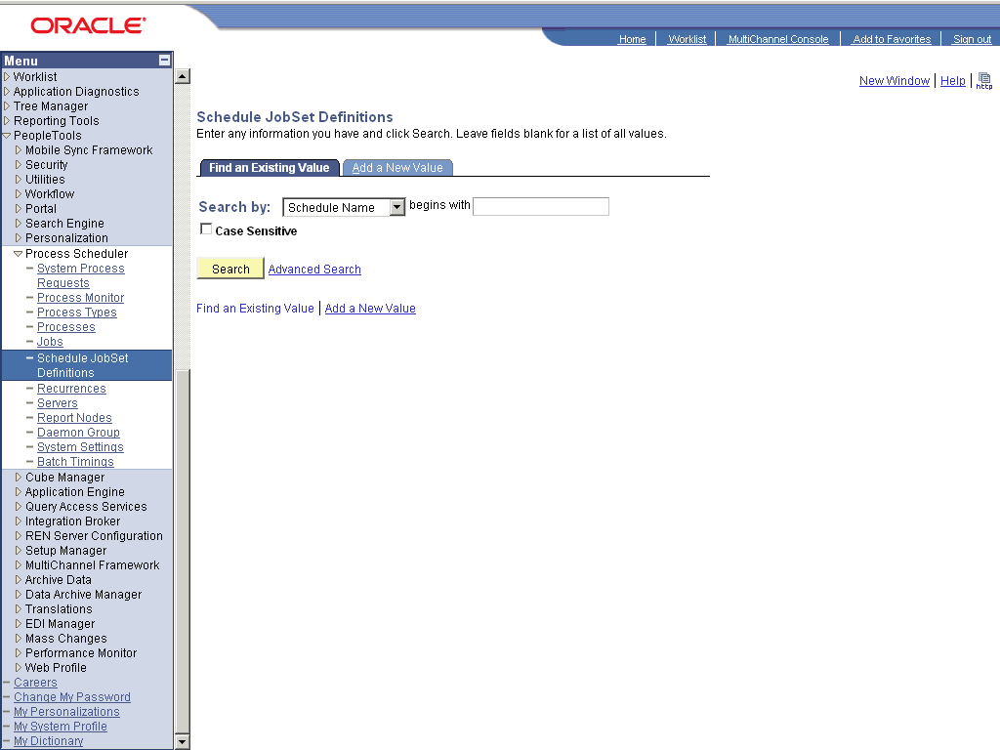 ORACLE
Home
Worklist
MultiChannel Console
Add to Favorites
Sign out
Menu
Worklist
Application Diagnostics
Tree Manager
Reporting Tools
PeopleTools
Mobile Sync Framework
Security
Utilities
Workflow
Portal
Search Engine
Personalization
Process Scheduler
System Process
Requests
Process Monitor
Process Types
Processes
Jobs
Schedule JobSet
Definitions
Recurrences
Servers
Report Nodes
Daemon Group
System Settings
Batch Timings
Cube Manager
Application Engine
Query Access Services
Integration Broker
REN Server Configuration
Setup Manager
MultiChannel Framework
Archive Data
Data Archive Manager
Translations
EDI Manager
Mass Changes
Performance Monitor
Web Profile
Careers
Change My Password
My Personalizations
My System Profile
My Dictionary
New Window | Help | http
Schedule JobSet Definitions
Enter any information you have and click Search. Leave fields blank for a list of all values.
Find an Existing Value
Add a New Value
Search by: Schedule Name begins with
Case Sensitive
Search Advanced Search
Find an Existing Value | Add a New Value